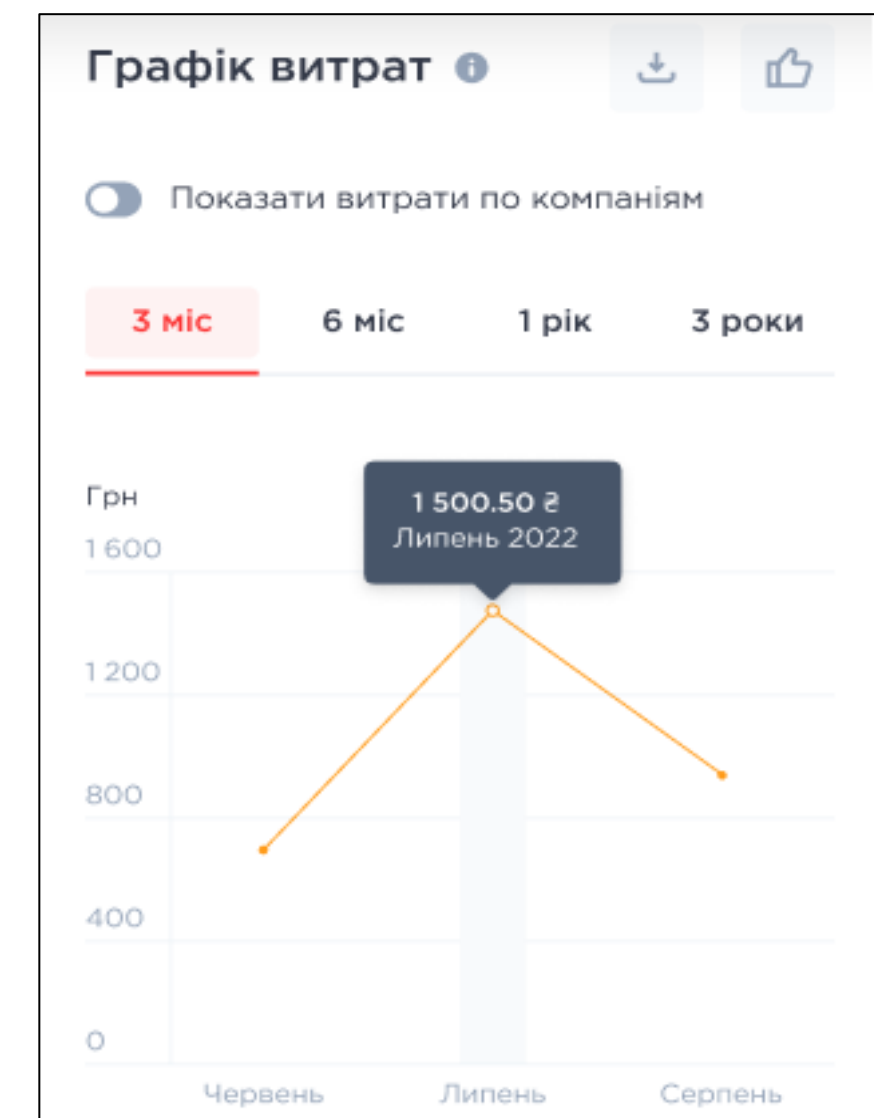 Графік витрат
Показати витрати по компаніям
3 міс 6 міс 1 рік 3 роки
Грн
1 500.50 ₴
Липень 2022
1 600
1 200
800
400
0
Червень Липень Серпень